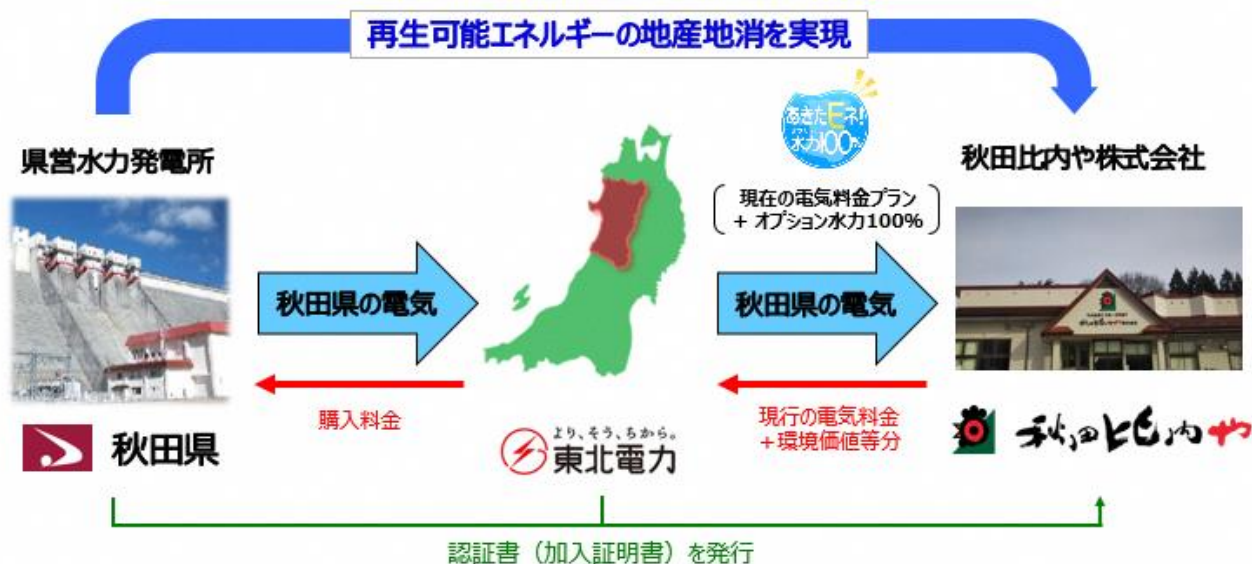 再生可能エネルギーの地産地消を実現
県営水力発電所
あきたEネ!
水力100%
現在の電気料金プラン
+ オプション水力100%
秋田比内や株式会社
秋田県の電気
秋田県の電気
購入料金
現行の電気料金
+環境価値等分
秋田県
より、そう、ちから。
東北電力
秋田比内や
認証書（加入証明書）を発行